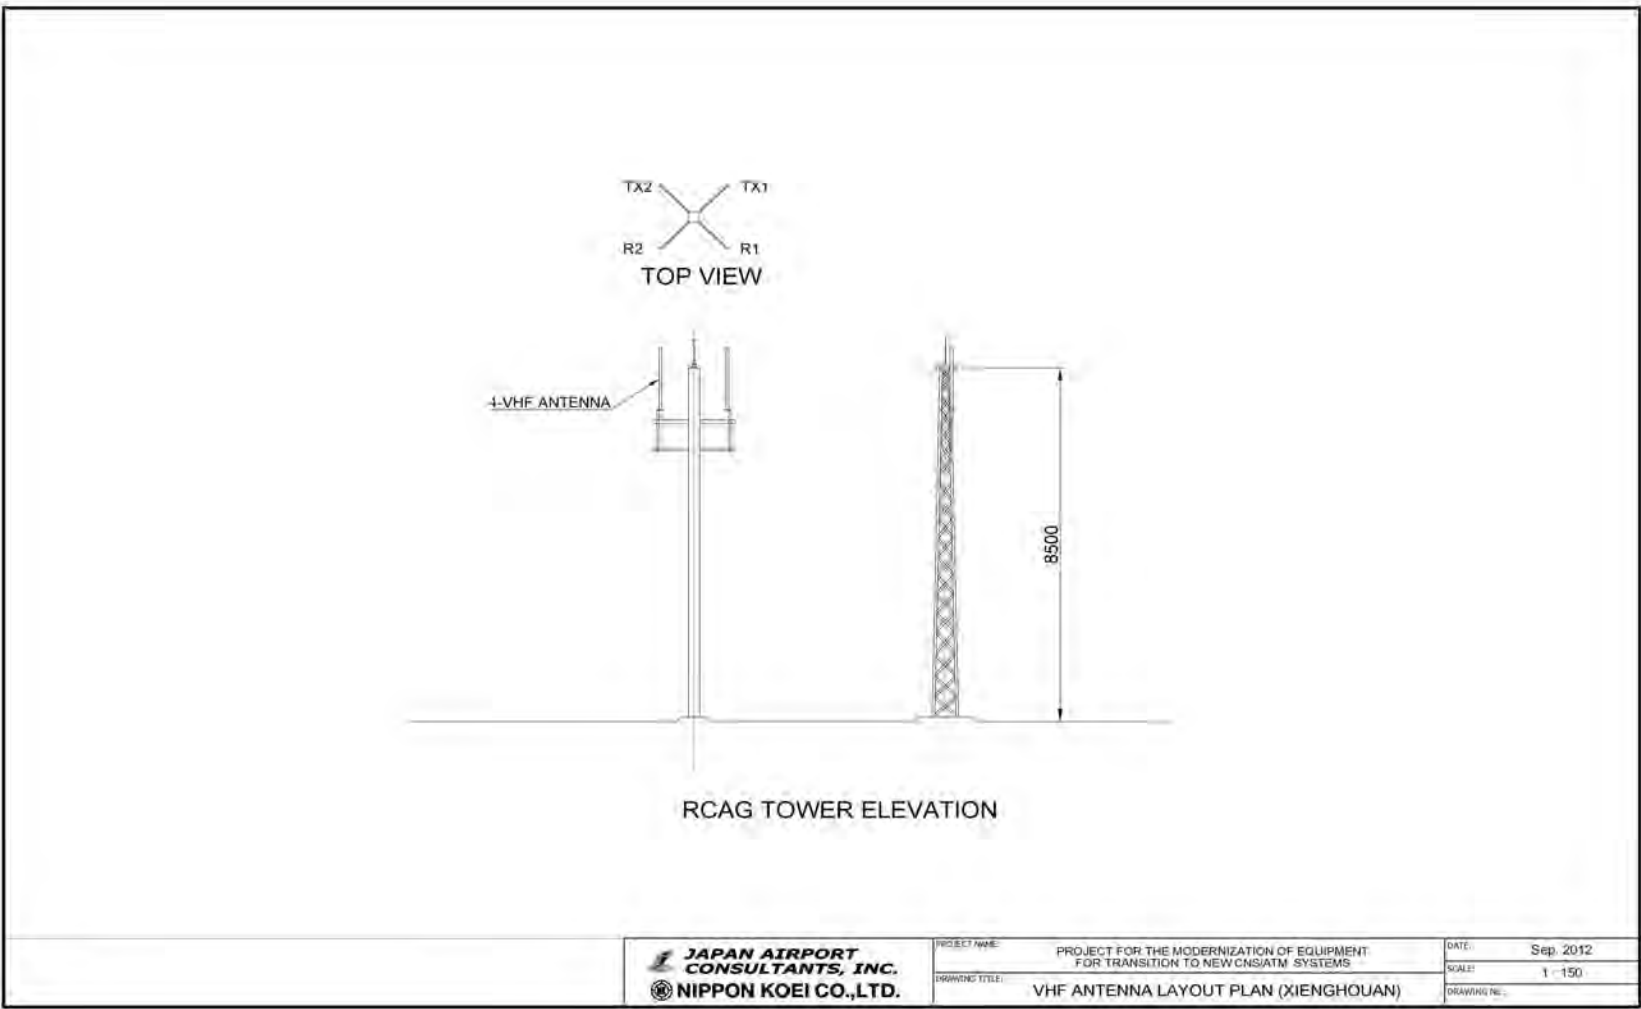 TX2 TX1
R2 R1
TOP VIEW
4-VHF ANTENNA
8500
RCAG TOWER ELEVATION
JAPAN AIRPORT
CONSULTANTS, INC.
NIPPON KOEI CO.,LTD.
PROJECT NAME:
PROJECT FOR THE MODERNIZATION OF EQUIPMENT
FOR TRANSITION TO NEW CNS/ATM SYSTEMS
DRAWING TITLE:
VHF ANTENNA LAYOUT PLAN (XIENGHOUAN)
DATE: Sep. 2012
SCALE: 1 : 150
DRAWING No.: